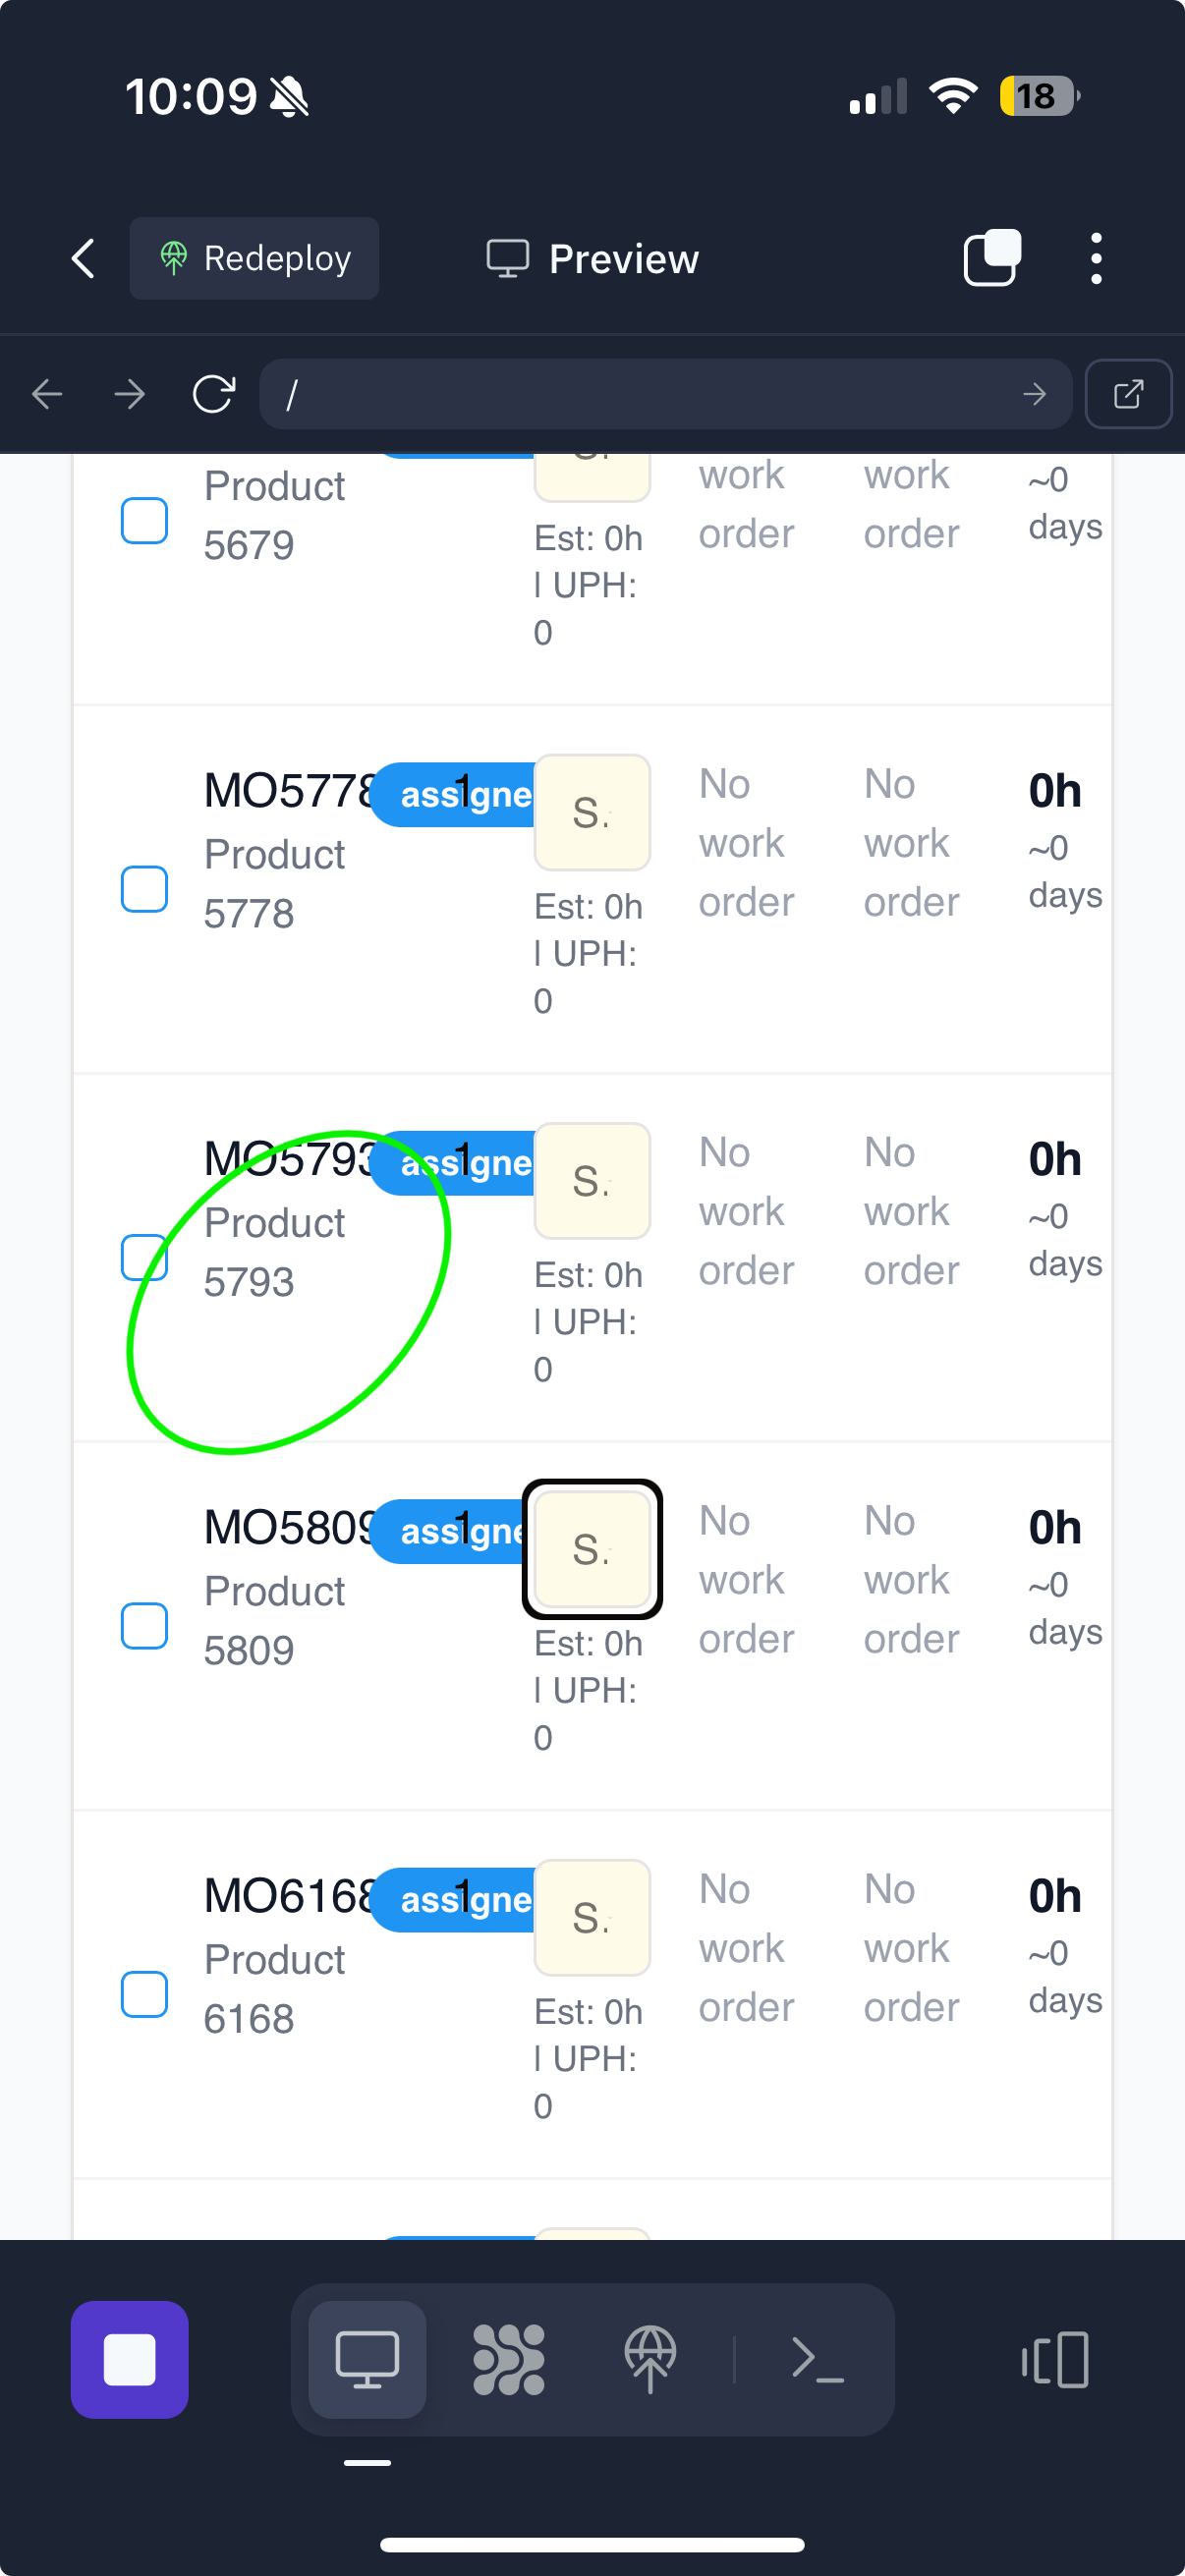 10:09
18
Redeploy
Preview
/
Product
5679
Est: 0h
| UPH:
0
work
order
work
order
~0
days
MO5778
Product
5778
assigne
1
S.
Est: 0h
| UPH:
0
No
work
order
No
work
order
0h
~0
days
MO5793
Product
5793
assigne
1
S.
Est: 0h
| UPH:
0
No
work
order
No
work
order
0h
~0
days
MO5809
Product
5809
assigne
1
S.
Est: 0h
| UPH:
0
No
work
order
No
work
order
0h
~0
days
MO6168
Product
6168
assigne
1
S.
Est: 0h
| UPH:
0
No
work
order
No
work
order
0h
~0
days